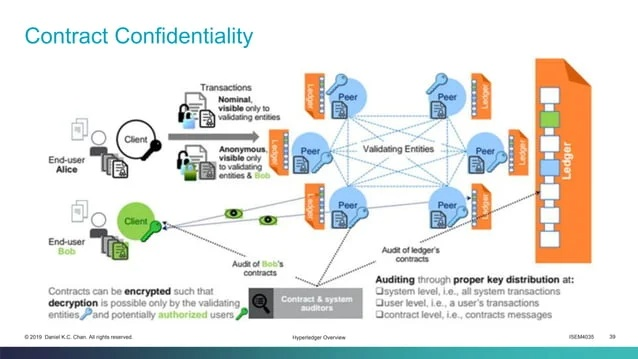 Contract Confidentiality
Transactions
Nominal,
visible only to
validating entities
Anonymous,
visible only
to validating
entities & Bob
Client
End-user
Alice
Client
End-user
Bob
Ledger
Peer
Peer
Ledger
Ledger
Peer
Validating Entities
Peer
Ledger
Ledger
Peer
Peer
Ledger
Ledger
Audit of Bob's
contracts
Audit of ledger's
contracts
Contracts can be encrypted such that
decryption is possible only by the validating
entities and potentially authorized users
Contract & system
auditors
Auditing through proper key distribution at:
❑system level, i.e., all system transactions
❑user level, i.e., a user's transactions
❑contract level, i.e., contracts messages
© 2019 Daniel K.C. Chan. All rights reserved.
Hyperledger Overview
ISEM4035
39